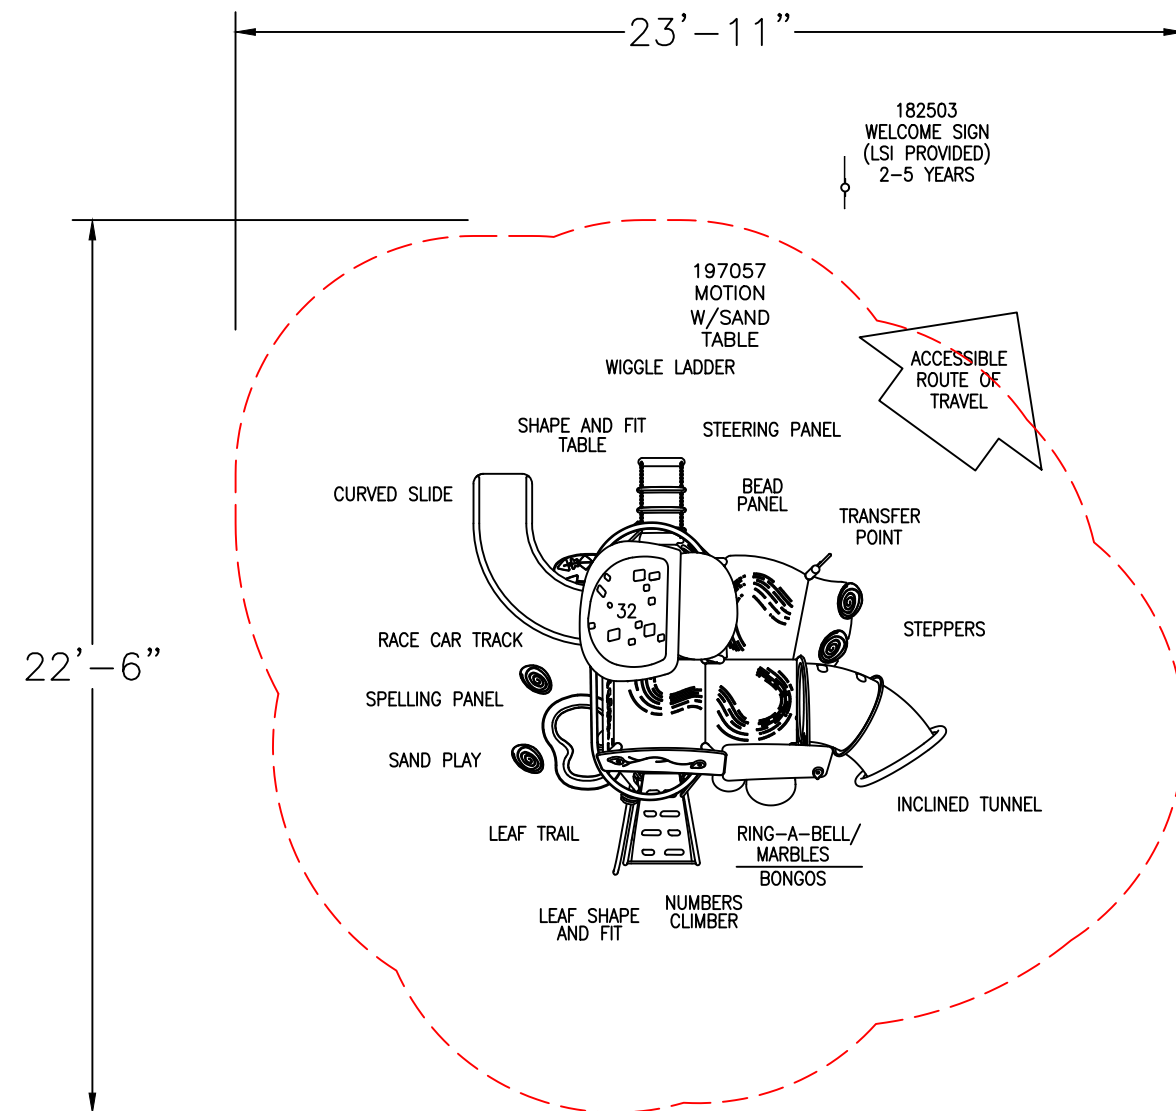 23'-11"
182503
WELCOME SIGN
(LSI PROVIDED)
2-5 YEARS
197057
MOTION
W/SAND
TABLE
WIGGLE LADDER
ACCESSIBLE
ROUTE OF
TRAVEL
SHAPE AND FIT
TABLE
STEERING PANEL
CURVED SLIDE
BEAD
PANEL
TRANSFER
POINT
32
RACE CAR TRACK
STEPPERS
22'-6"
SPELLING PANEL
SAND PLAY
INCLINED TUNNEL
LEAF TRAIL
RING-A-BELL/
MARBLES
BONGOS
LEAF SHAPE
AND FIT
NUMBERS
CLIMBER